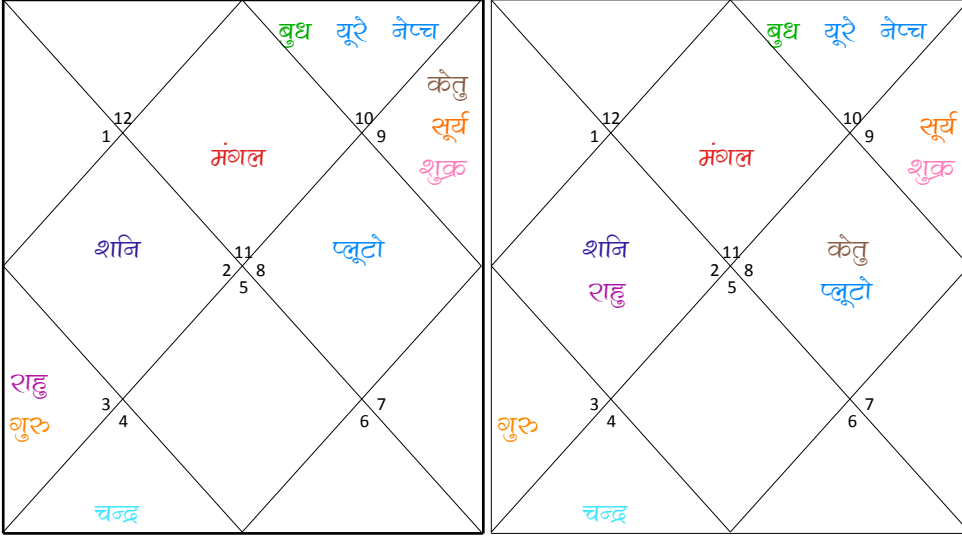 बुध यूरे नेप्च
केतु
12
10
सूर्य
1
9
मंगल
शुक्र
शनि
11
प्लूटो
2
8
5
राहु
3
7
गुरु
4
6
चन्द्र
बुध यूरे नेप्च
12
10
सूर्य
1
9
मंगल
शुक्र
शनि
11
केतु
2
8
राहु
5
प्लूटो
3
7
गुरु
4
6
चन्द्र